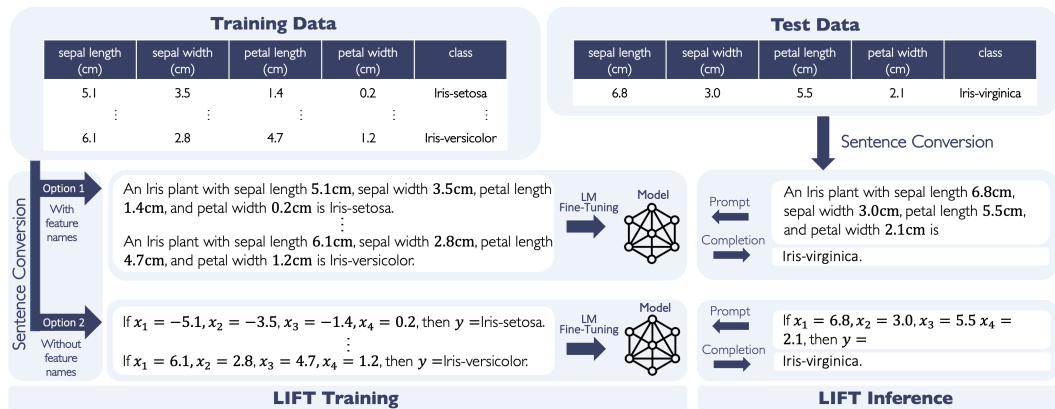 Training Data
sepal length (cm) sepal width (cm) petal length (cm) petal width (cm) class
5.1 3.5 1.4 0.2 Iris-setosa
⋮ ⋮ ⋮ ⋮ ⋮
6.1 2.8 4.7 1.2 Iris-versicolor
Test Data
sepal length (cm) sepal width (cm) petal length (cm) petal width (cm) class
6.8 3.0 5.5 2.1 Iris-virginica
Sentence Conversion
Sentence Conversion
Option 1
With
feature
names
An Iris plant with sepal length 5.1cm, sepal width 3.5cm, petal length
1.4cm, and petal width 0.2cm is Iris-setosa.
⋮
An Iris plant with sepal length 6.1cm, sepal width 2.8cm, petal length
4.7cm, and petal width 1.2cm is Iris-versicolor.
LM
Fine-Tuning
Model
Prompt
An Iris plant with sepal length 6.8cm,
sepal width 3.0cm, petal length 5.5cm,
and petal width 2.1cm is
Completion
Iris-virginica.
Option 2
Without
feature
names
If x₁ = −5.1, x₂ = −3.5, x₃ = −1.4, x₄ = 0.2, then y =Iris-setosa.
⋮
If x₁ = 6.1, x₂ = 2.8, x₃ = 4.7, x₄ = 1.2, then y =Iris-versicolor.
LM
Fine-Tuning
Model
Prompt
If x₁ = 6.8, x₂ = 3.0, x₃ = 5.5 x₄ =
2.1, then y =
Completion
Iris-virginica.
LIFT Training
LIFT Inference